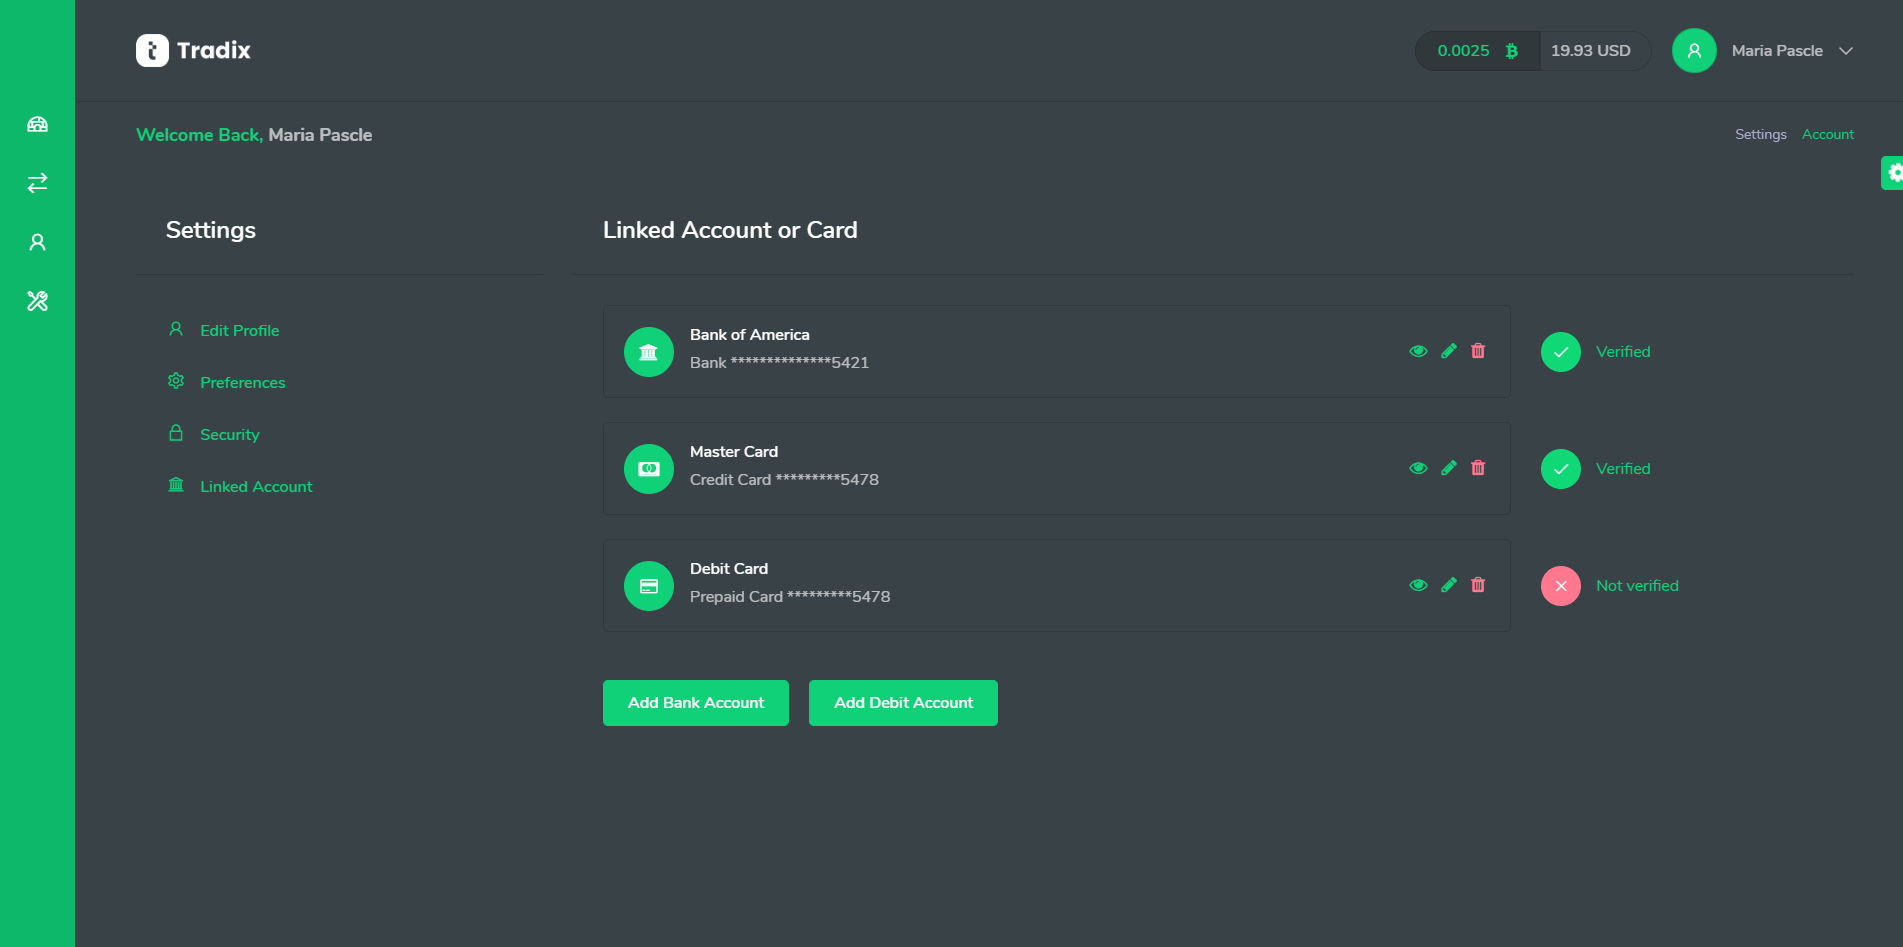 Tradix
0.0025 19.93 USD Maria Pascle
Welcome Back, Maria Pascle
Settings Account
Settings
Edit Profile
Preferences
Security
Linked Account
Linked Account or Card
Bank of America
Bank **************5421
Verified
Master Card
Credit Card *********5478
Verified
Debit Card
Prepaid Card *********5478
Not verified
Add Bank Account Add Debit Account